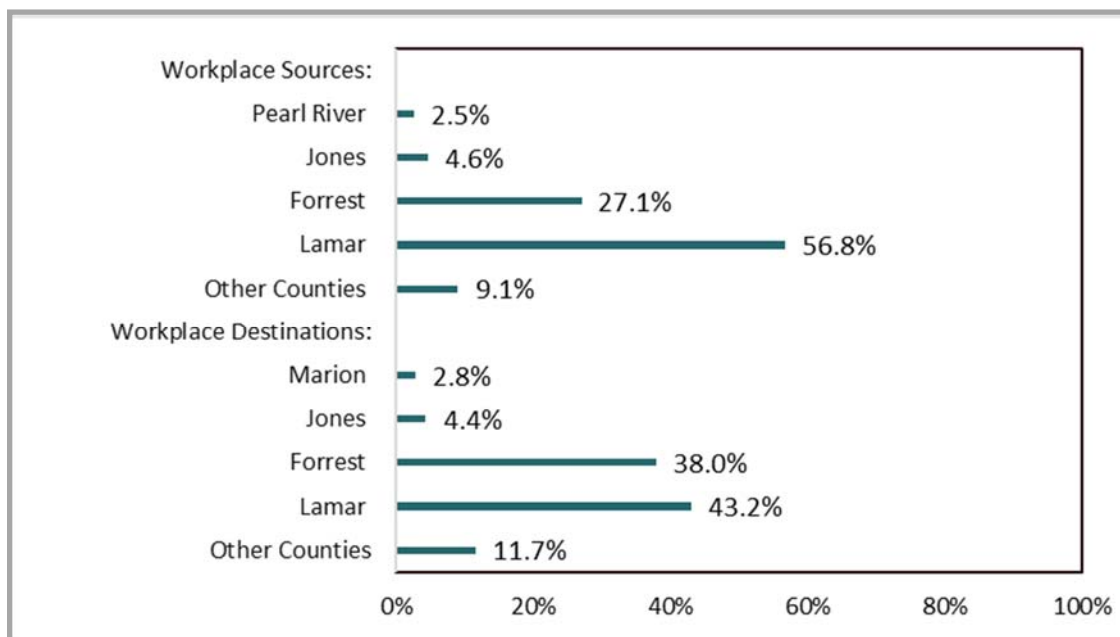 Workplace Sources:
Pearl River 2.5%
Jones 4.6%
Forrest 27.1%
Lamar 56.8%
Other Counties 9.1%
Workplace Destinations:
Marion 2.8%
Jones 4.4%
Forrest 38.0%
Lamar 43.2%
Other Counties 11.7%
0% 20% 40% 60% 80% 100%